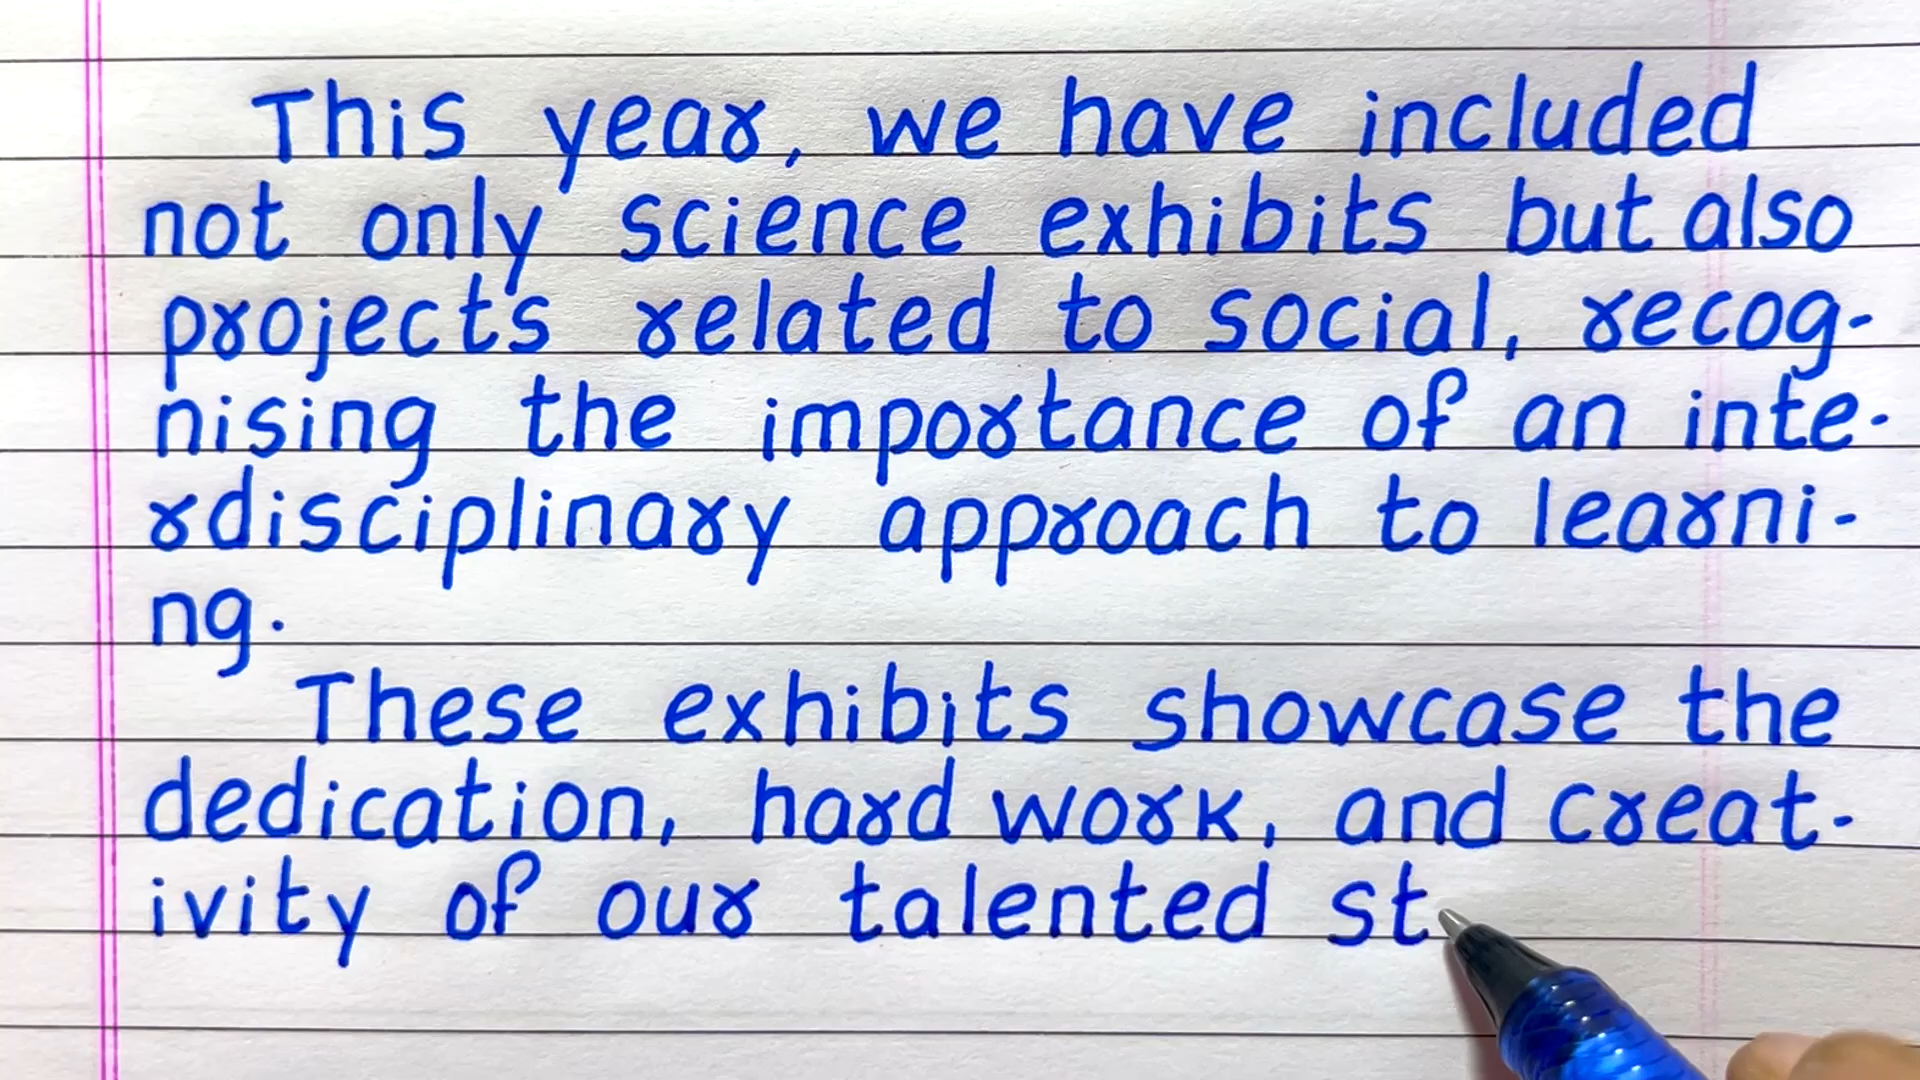 This year, we have included
not only science exhibits but also
projects related to social, recog-
nising the importance of an inte-
rdisciplinary approach to learni-
ng.
These exhibits showcase the
dedication, hard work, and creat-
ivity of our talented st